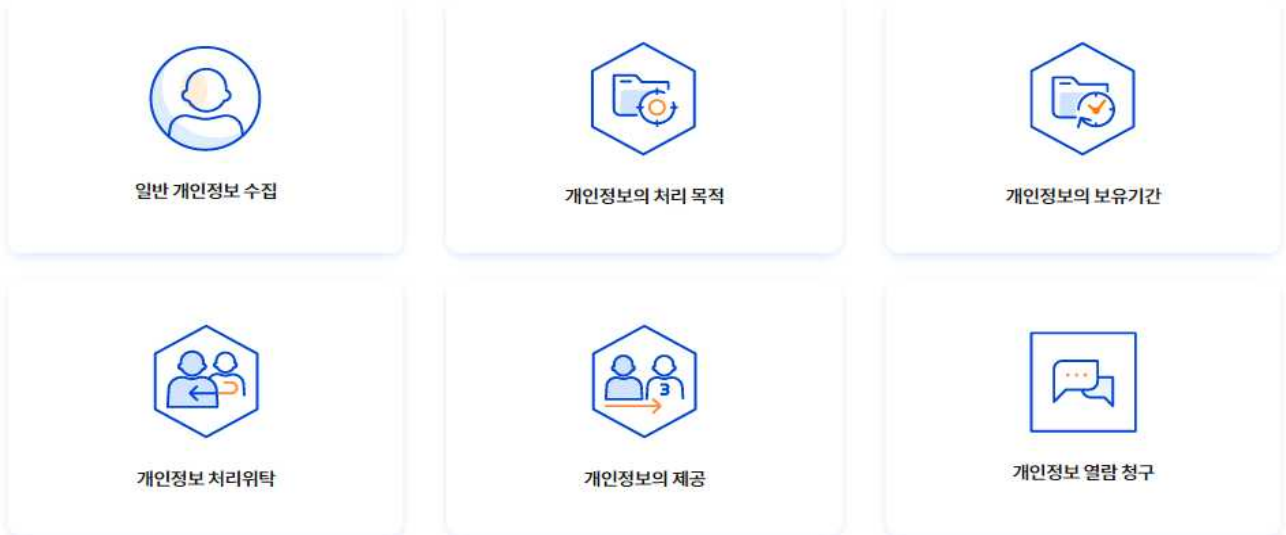 일반 개인정보 수집
개인정보의 처리 목적
개인정보의 보유기간
3
개인정보 처리위탁
개인정보의 제공
개인정보 열람 청구